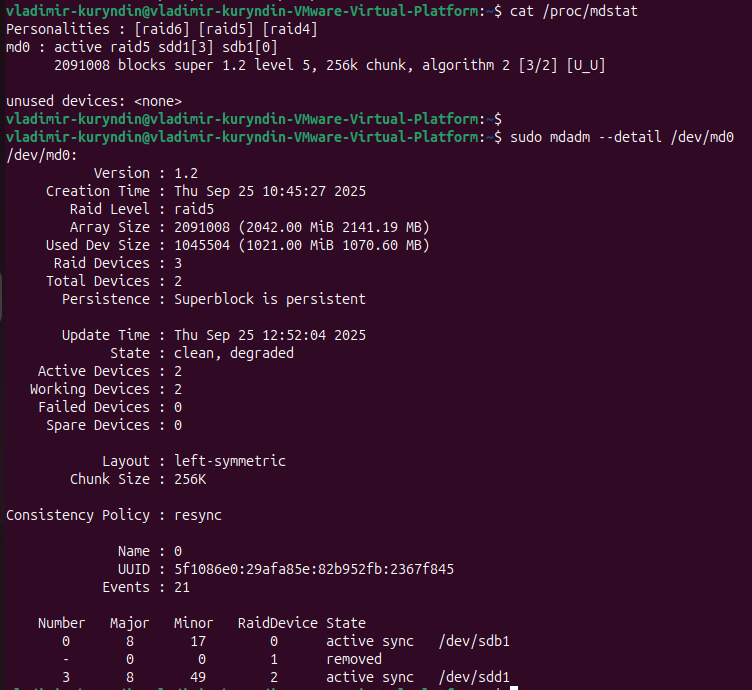 vladimir-kuryndin@vladimir-kuryndin-VMware-Virtual-Platform:~$ cat /proc/mdstat
Personalities : [raid6] [raid5] [raid4]
md0 : active raid5 sdd1[3] sdb1[0]
      2091008 blocks super 1.2 level 5, 256k chunk, algorithm 2 [3/2] [U_U]

unused devices: <none>
vladimir-kuryndin@vladimir-kuryndin-VMware-Virtual-Platform:~$
vladimir-kuryndin@vladimir-kuryndin-VMware-Virtual-Platform:~$ sudo mdadm --detail /dev/md0
/dev/md0:
           Version : 1.2
     Creation Time : Thu Sep 25 10:45:27 2025
        Raid Level : raid5
        Array Size : 2091008 (2042.00 MiB 2141.19 MB)
     Used Dev Size : 1045504 (1021.00 MiB 1070.60 MB)
      Raid Devices : 3
     Total Devices : 2
       Persistence : Superblock is persistent

       Update Time : Thu Sep 25 12:52:04 2025
             State : clean, degraded
    Active Devices : 2
   Working Devices : 2
    Failed Devices : 0
     Spare Devices : 0

            Layout : left-symmetric
        Chunk Size : 256K

Consistency Policy : resync

              Name : 0
              UUID : 5f1086e0:29afa85e:82b952fb:2367f845
            Events : 21

    Number   Major   Minor   RaidDevice State
       0       8       17        0      active sync   /dev/sdb1
       -       0        0        1      removed
       3       8       49        2      active sync   /dev/sdd1